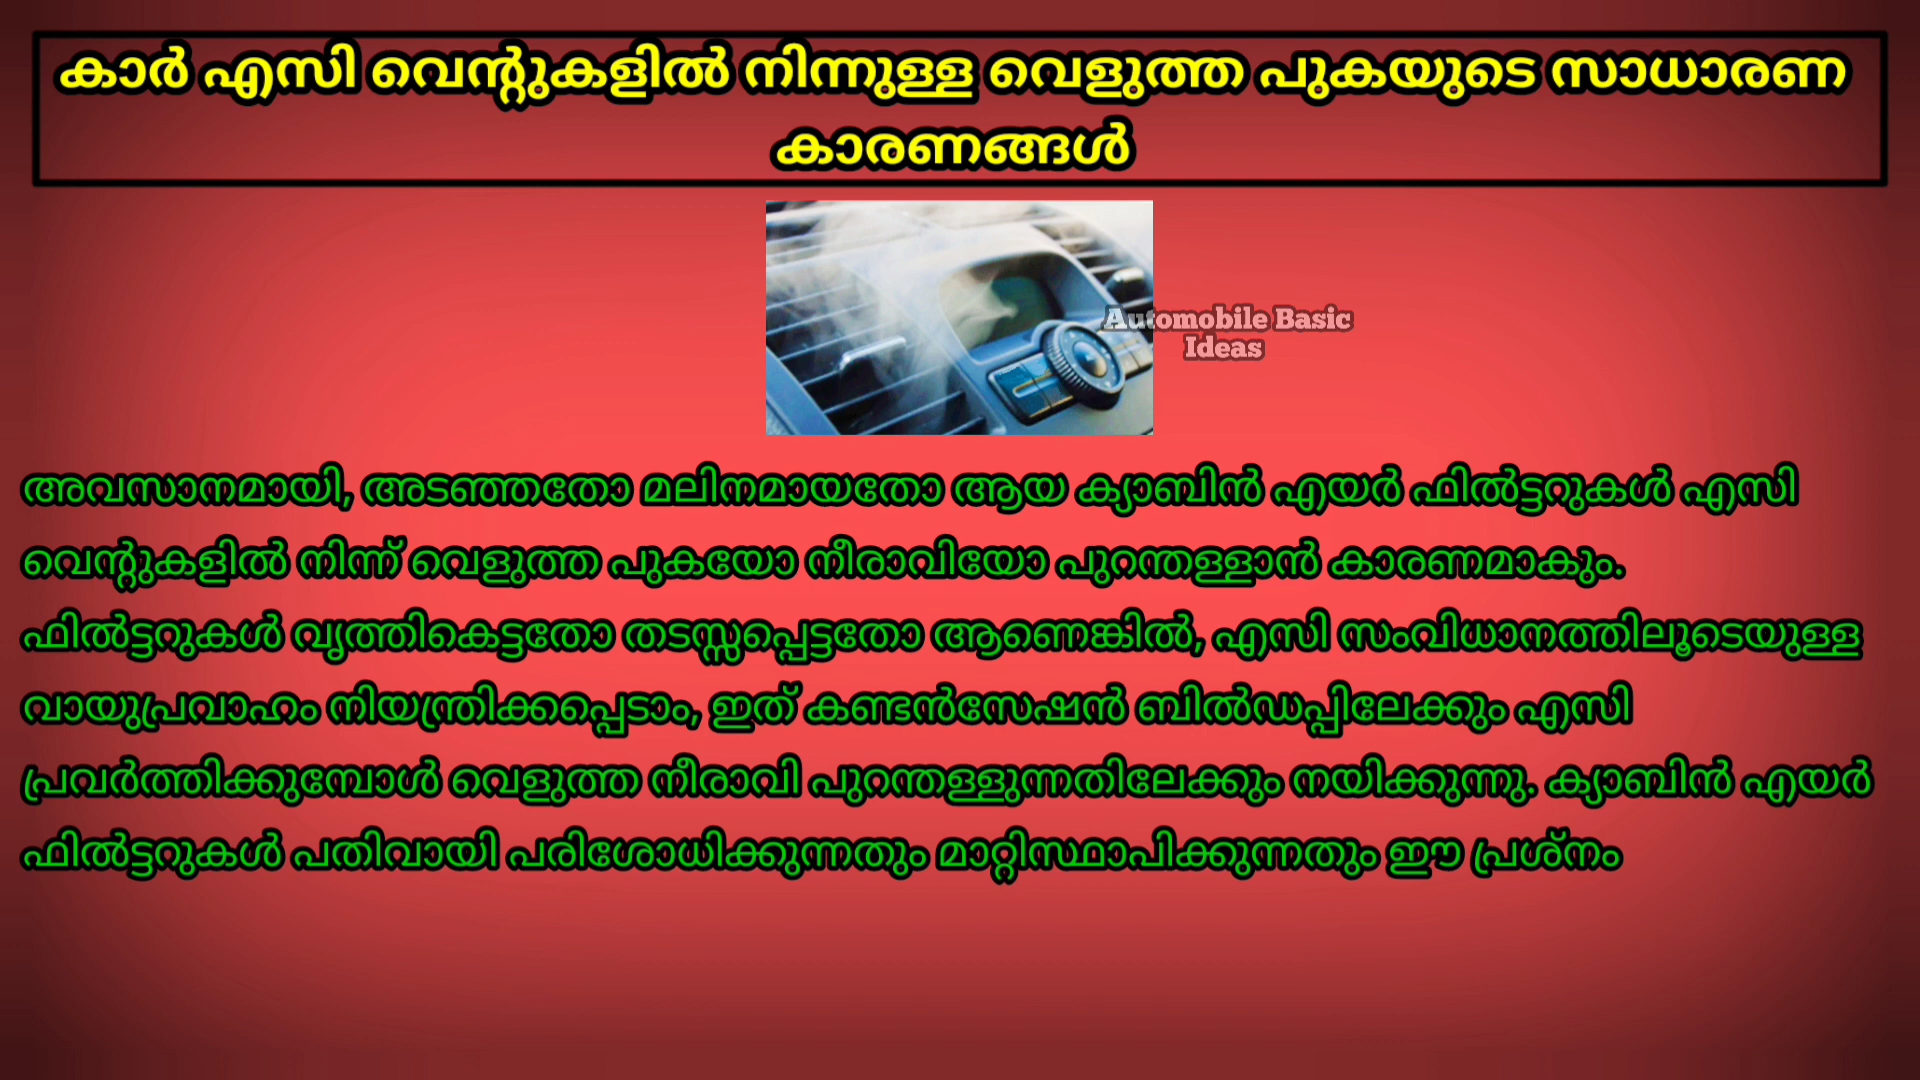 കാർ എസി വെന്റുകളിൽ നിന്നുള്ള വെളുത്ത പുകയുടെ സാധാരണ
കാരണങ്ങൾ
Automobile Basic
Ideas
അവസാനമായി, അടഞ്ഞതോ മലിനമായതോ ആയ ക്യാബിൻ എയർ ഫിൽട്ടറുകൾ എസി
വെന്റുകളിൽ നിന്ന് വെളുത്ത പുകയോ നീരാവിയോ പുറന്തള്ളാൻ കാരണമാകും.
ഫിൽട്ടറുകൾ വൃത്തികെട്ടതോ തടസ്സപ്പെട്ടതോ ആണെങ്കിൽ, എസി സംവിധാനത്തിലൂടെയുള്ള
വായുപ്രവാഹം നിയന്ത്രിക്കപ്പെടാം, ഇത് കണ്ടൻസേഷൻ ബിൽഡപ്പിലേക്കും എസി
പ്രവർത്തിക്കുമ്പോൾ വെളുത്ത നീരാവി പുറന്തള്ളുന്നതിലേക്കും നയിക്കുന്നു. ക്യാബിൻ എയർ
ഫിൽട്ടറുകൾ പതിവായി പരിശോധിക്കുന്നതും മാറ്റിസ്ഥാപിക്കുന്നതും ഈ പ്രശ്നം